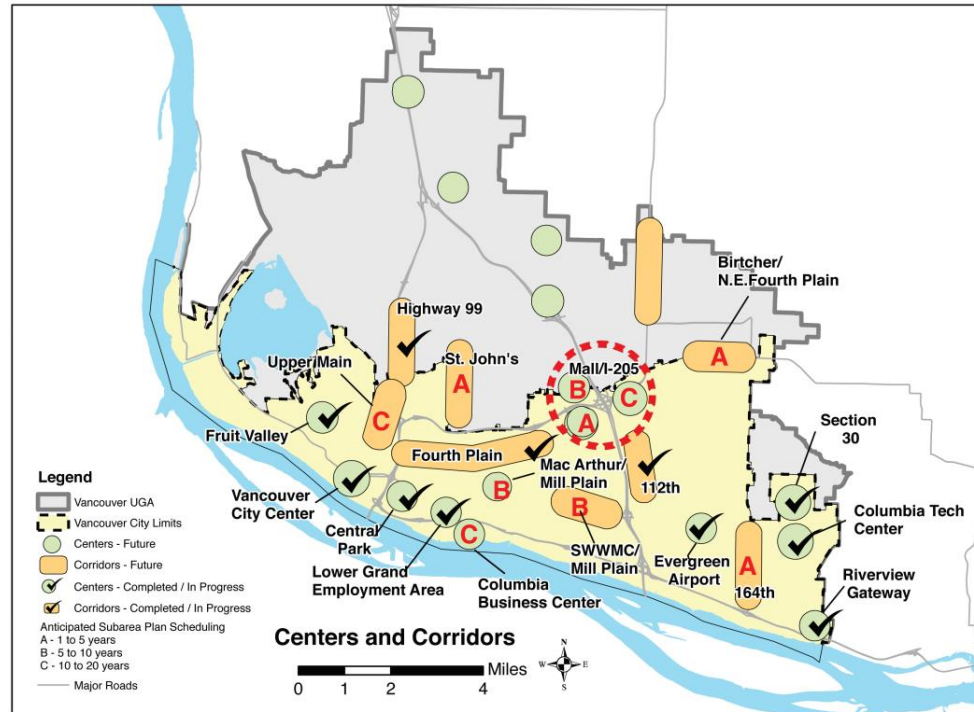 Birtcher/
N.E.Fourth Plain
A
Highway 99
St. John's
A
Upper Main
C
Mall/I-205
B
C
A
Fruit Valley
Fourth Plain
Mac Arthur/
Mill Plain
B
112th
Section
30
Vancouver
City Center
Central
Park
Lower Grand
Employment Area
C
Columbia
Business Center
B
SWWMC/
Mill Plain
Evergreen
Airport
A
164th
Columbia Tech
Center
Riverview
Gateway
Legend
Vancouver UGA
Vancouver City Limits
Centers - Future
Corridors - Future
Centers - Completed / In Progress
Corridors - Completed / In Progress
Anticipated Subarea Plan Scheduling
A - 1 to 5 years
B - 5 to 10 years
C - 10 to 20 years
Major Roads
Centers and Corridors
Miles
0 1 2 4
N
W E
S